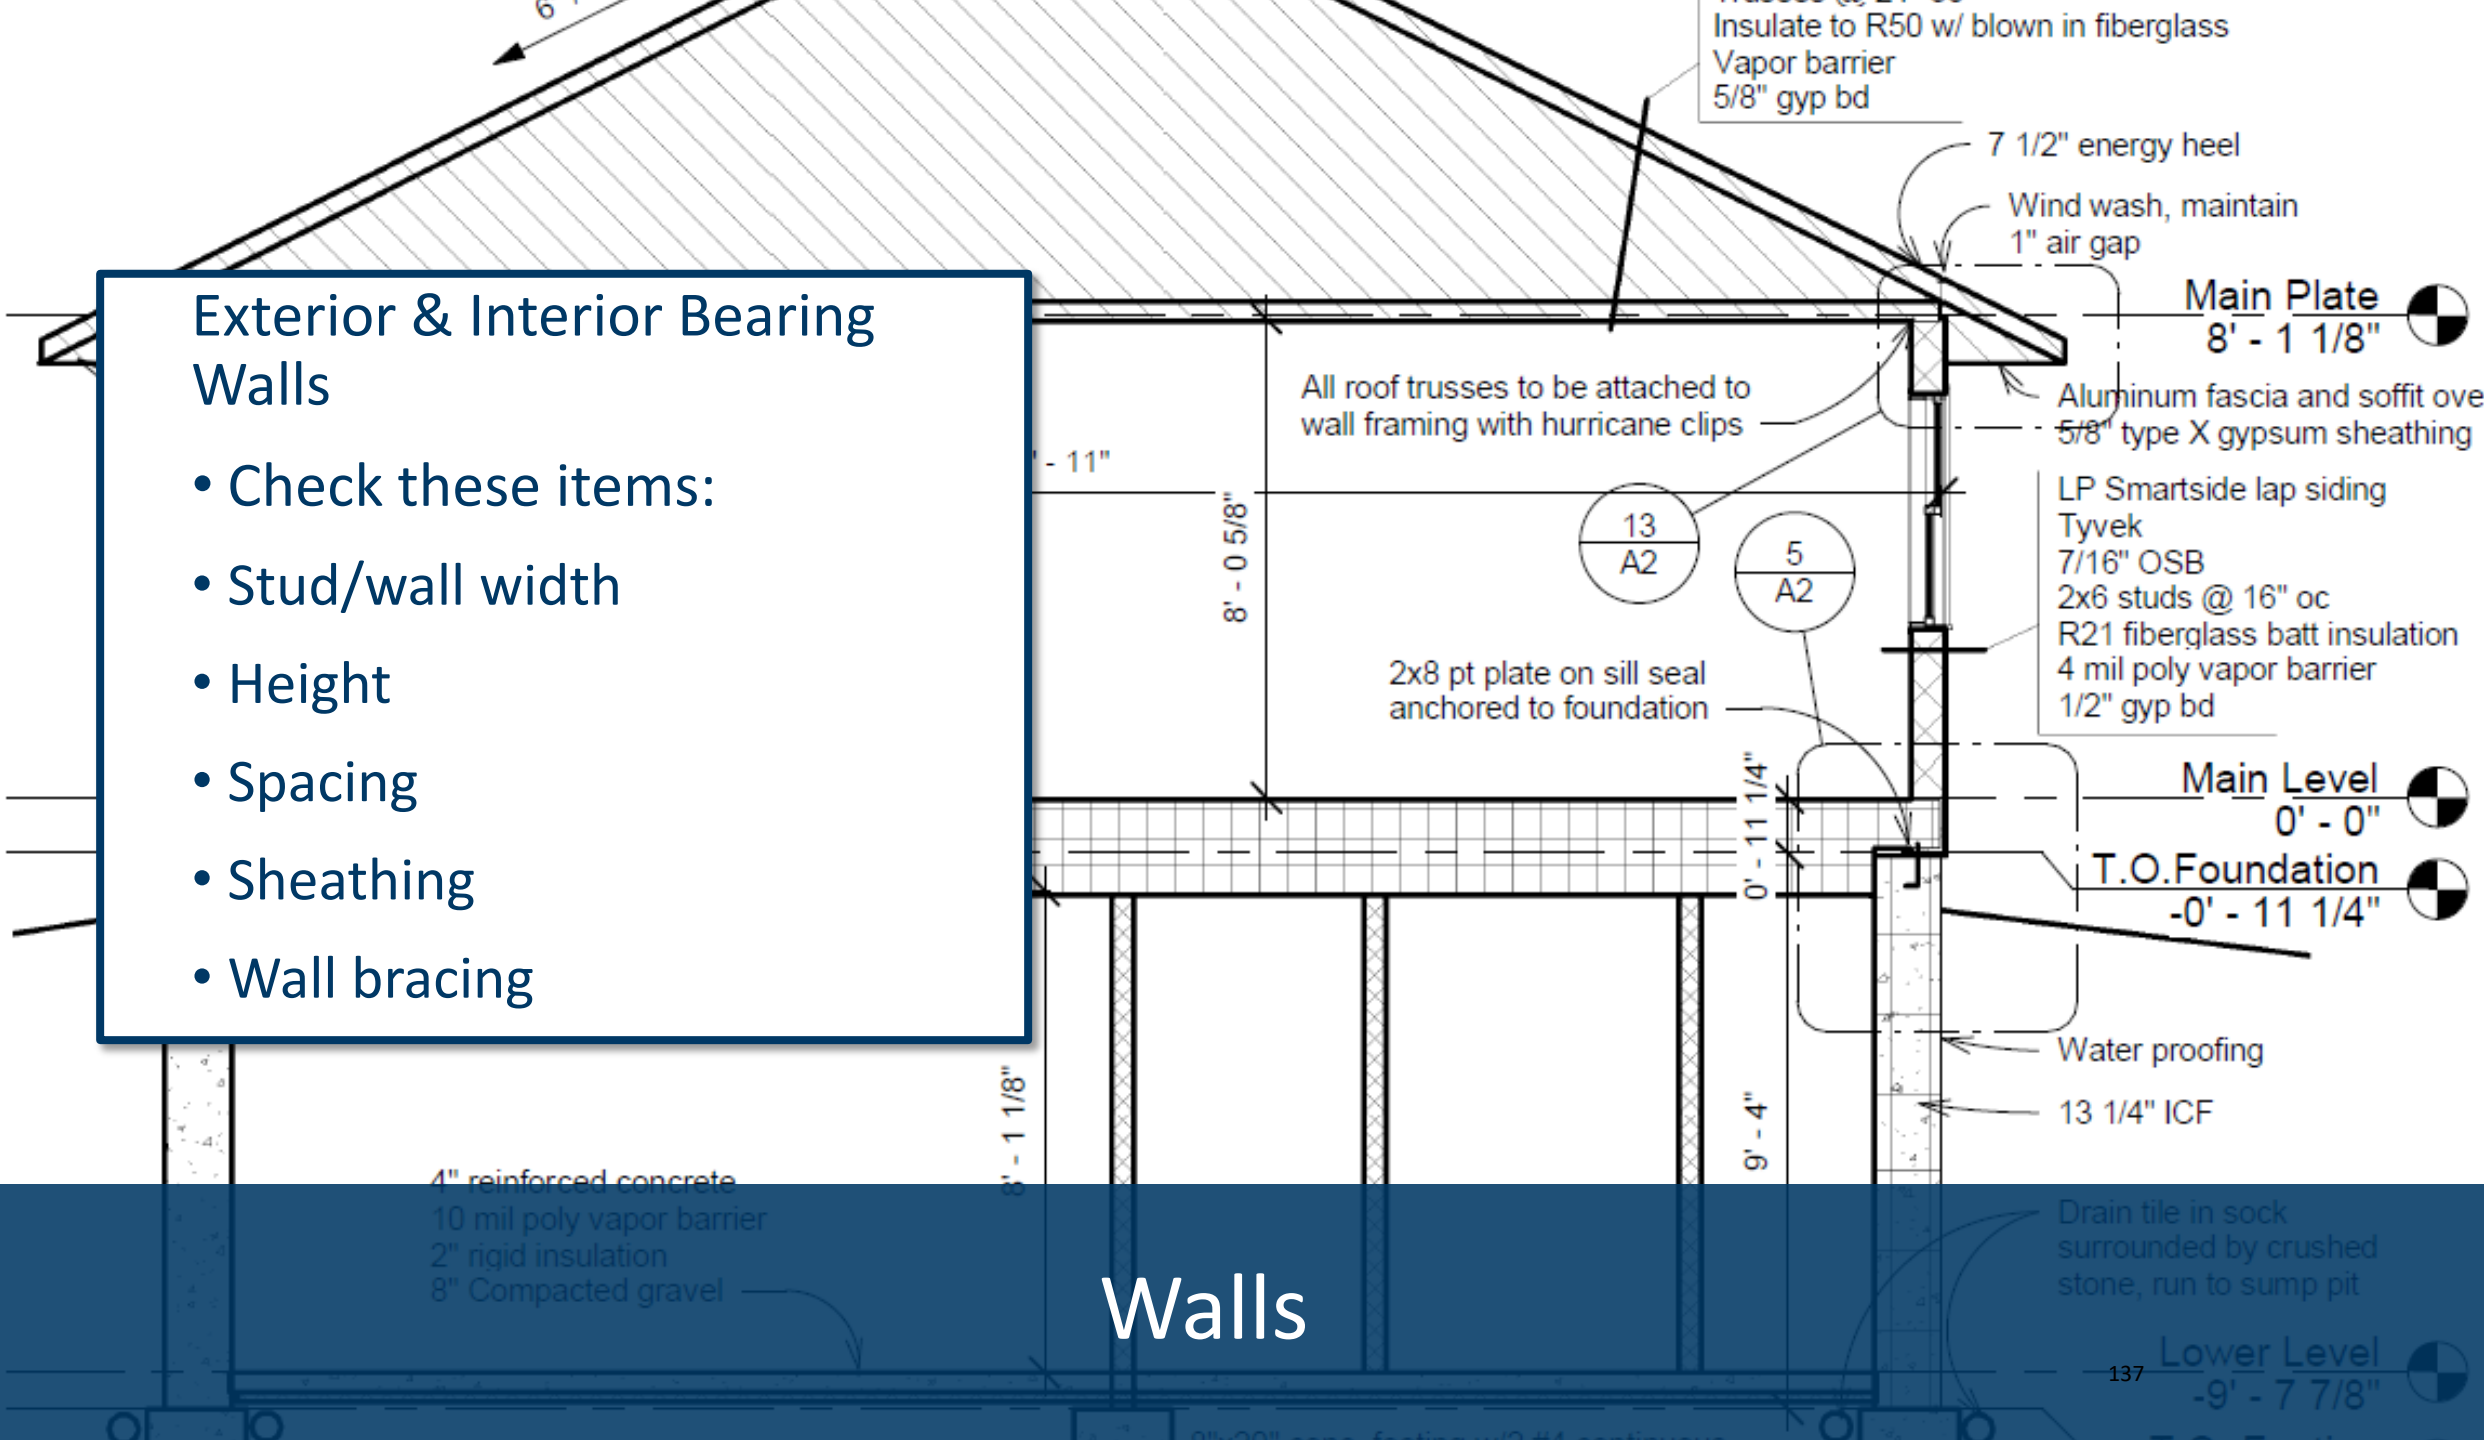 Insulate to R50 w/ blown in fiberglass
Vapor barrier
5/8" gyp bd
7 1/2" energy heel
Wind wash, maintain
1" air gap
Main Plate
8' - 1 1/8"
Exterior & Interior Bearing
Walls
• Check these items:
• Stud/wall width
• Height
• Spacing
• Sheathing
• Wall bracing
All roof trusses to be attached to
wall framing with hurricane clips
' - 11"
8' - 0 5/8"
13
A2
5
A2
Aluminum fascia and soffit ove
5/8" type X gypsum sheathing
LP Smartside lap siding
Tyvek
7/16" OSB
2x6 studs @ 16" oc
R21 fiberglass batt insulation
4 mil poly vapor barrier
1/2" gyp bd
2x8 pt plate on sill seal
anchored to foundation
0' - 11 1/4"
Main Level
0' - 0"
T.O.Foundation
-0' - 11 1/4"
Water proofing
13 1/4" ICF
8' - 1 1/8"
9' - 4"
4" reinforced concrete
10 mil poly vapor barrier
2" rigid insulation
8" Compacted gravel
Drain tile in sock
surrounded by crushed
stone, run to sump pit
Walls
Lower Level
-9' - 7 7/8"
137